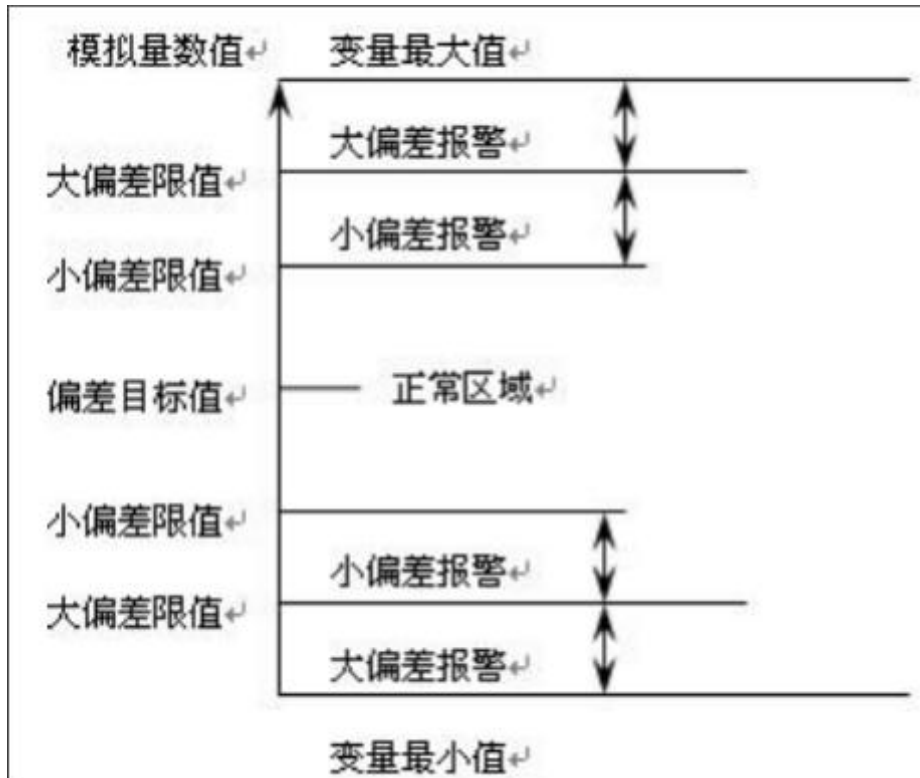 模拟量数值↵ 变量最大值↵
大偏差报警↵
大偏差限值↵
小偏差报警↵
小偏差限值↵
偏差目标值↵ 正常区域↵
小偏差限值↵
小偏差报警↵
大偏差限值↵
大偏差报警↵
变量最小值↵